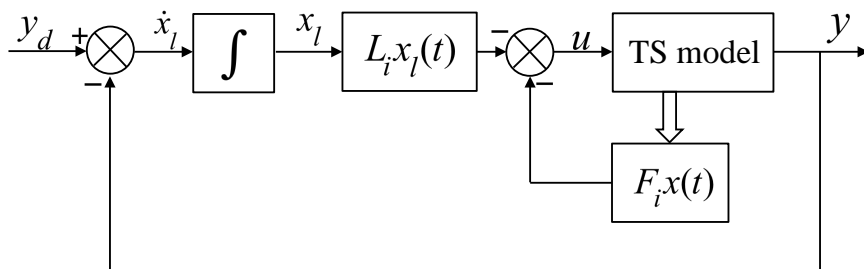 y_d + ẋ_l ∫ x_l L_i x_l(t) − u TS model y
− −
F_i x(t)